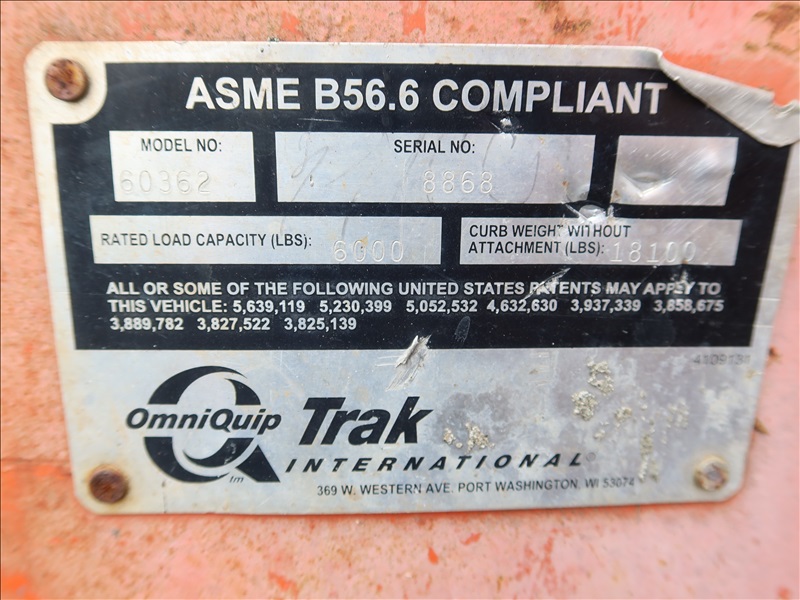 ASME B56.6 COMPLIANT
MODEL NO: SERIAL NO:
60362 8868
RATED LOAD CAPACITY (LBS): 6000
CURB WEIGHT WITHOUT
ATTACHMENT (LBS): 18100
ALL OR SOME OF THE FOLLOWING UNITED STATES PATENTS MAY APPLY TO
THIS VEHICLE: 5,639,119 5,230,399 5,052,532 4,632,630 3,937,339 3,858,675
3,889,782 3,827,522 3,825,139
4109134
OmniQuip Trak
tm INTERNATIONAL®
369 W. WESTERN AVE. PORT WASHINGTON, WI 53074